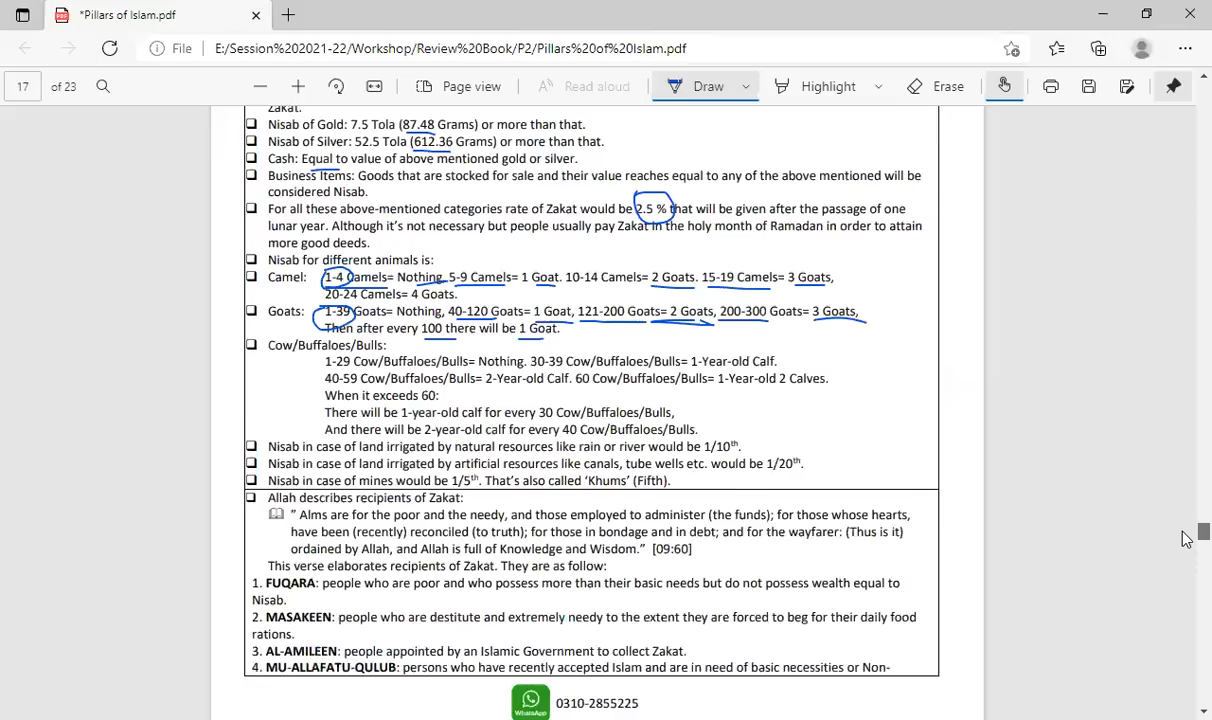 *Pillars of Islam.pdf
File E:/Session%202021-22/Workshop/Review%20Book/P2/Pillars%20of%20Islam.pdf
17 of 23 Page view Read aloud Draw Highlight Erase
Zakat.
Nisab of Gold: 7.5 Tola (87.48 Grams) or more than that.
Nisab of Silver: 52.5 Tola (612.36 Grams) or more than that.
Cash: Equal to value of above mentioned gold or silver.
Business Items: Goods that are stocked for sale and their value reaches equal to any of the above mentioned will be
considered Nisab.
For all these above-mentioned categories rate of Zakat would be 2.5 % that will be given after the passage of one
lunar year. Although it's not necessary but people usually pay Zakat in the holy month of Ramadan in order to attain
more good deeds.
Nisab for different animals is:
Camel: 1-4 Camels= Nothing, 5-9 Camels= 1 Goat. 10-14 Camels= 2 Goats. 15-19 Camels= 3 Goats,
20-24 Camels= 4 Goats.
Goats: 1-39 Goats= Nothing, 40-120 Goats= 1 Goat, 121-200 Goats= 2 Goats, 200-300 Goats= 3 Goats,
Then after every 100 there will be 1 Goat.
Cow/Buffaloes/Bulls:
1-29 Cow/Buffaloes/Bulls= Nothing. 30-39 Cow/Buffaloes/Bulls= 1-Year-old Calf.
40-59 Cow/Buffaloes/Bulls= 2-Year-old Calf. 60 Cow/Buffaloes/Bulls= 1-Year-old 2 Calves.
When it exceeds 60:
There will be 1-year-old calf for every 30 Cow/Buffaloes/Bulls,
And there will be 2-year-old calf for every 40 Cow/Buffaloes/Bulls.
Nisab in case of land irrigated by natural resources like rain or river would be 1/10th.
Nisab in case of land irrigated by artificial resources like canals, tube wells etc. would be 1/20th.
Nisab in case of mines would be 1/5th. That's also called ‘Khums’ (Fifth).
Allah describes recipients of Zakat:
” Alms are for the poor and the needy, and those employed to administer (the funds); for those whose hearts,
have been (recently) reconciled (to truth); for those in bondage and in debt; and for the wayfarer: (Thus is it)
ordained by Allah, and Allah is full of Knowledge and Wisdom.” [09:60]
This verse elaborates recipients of Zakat. They are as follow:
1. FUQARA: people who are poor and who possess more than their basic needs but do not possess wealth equal to
Nisab.
2. MASAKEEN: people who are destitute and extremely needy to the extent they are forced to beg for their daily food
rations.
3. AL-AMILEEN: people appointed by an Islamic Government to collect Zakat.
4. MU-ALLAFATU-QULUB: persons who have recently accepted Islam and are in need of basic necessities or Non-
WhatsApp 0310-2855225